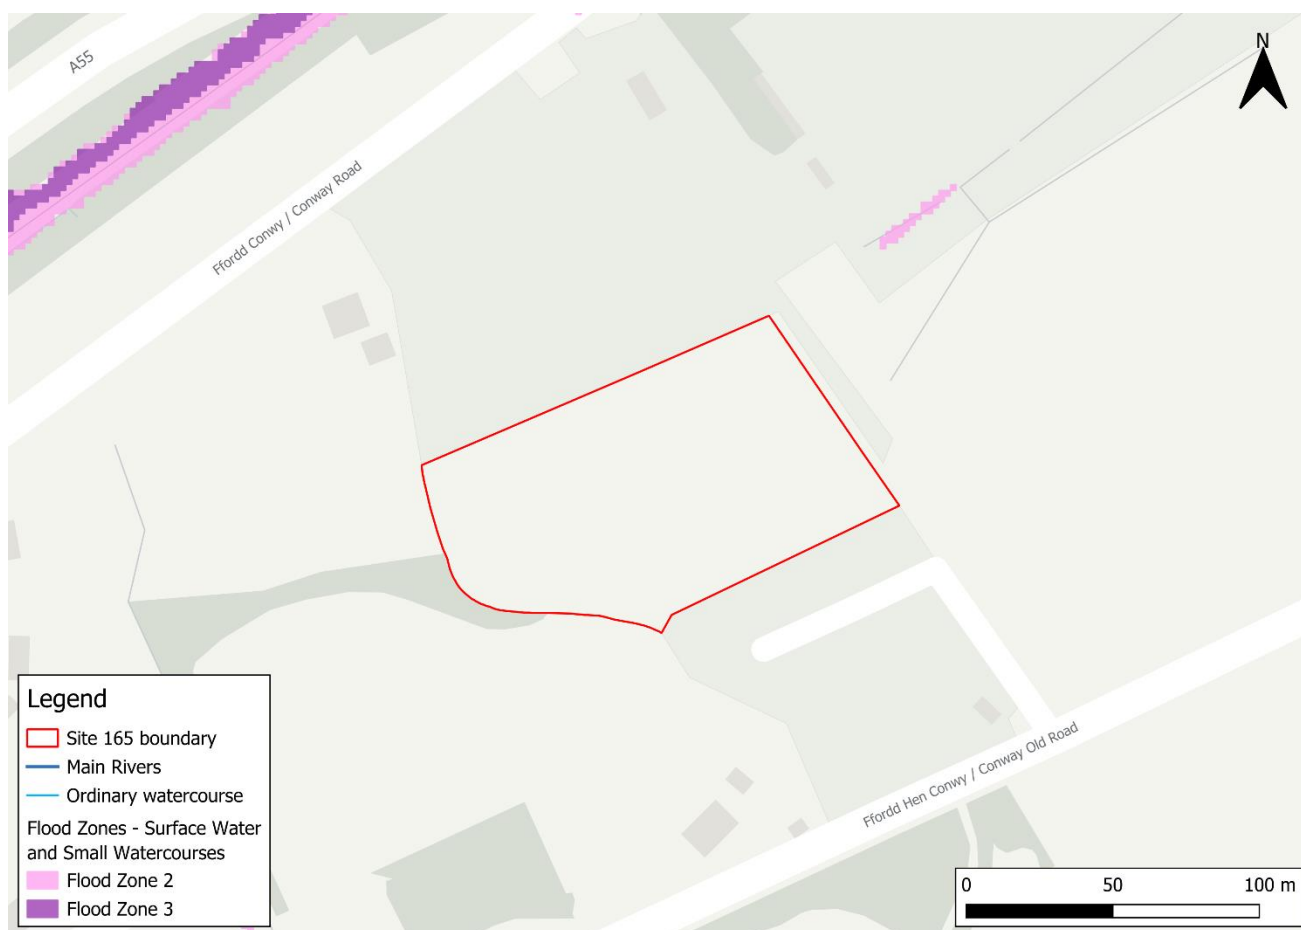 A55
N
Ffordd Conwy / Conway Road
Ffordd Hen Conwy / Conway Old Road
Legend
Site 165 boundary
Main Rivers
Ordinary watercourse
Flood Zones - Surface Water
and Small Watercourses
Flood Zone 2
Flood Zone 3
0 50 100 m